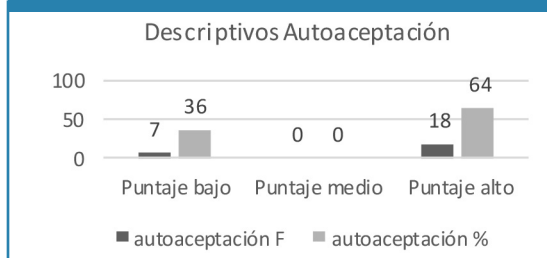 Descriptivos Autoaceptación
100
50
0
7
36
0
0
18
64
Puntaje bajo
Puntaje medio
Puntaje alto
autoaceptación F
autoaceptación %